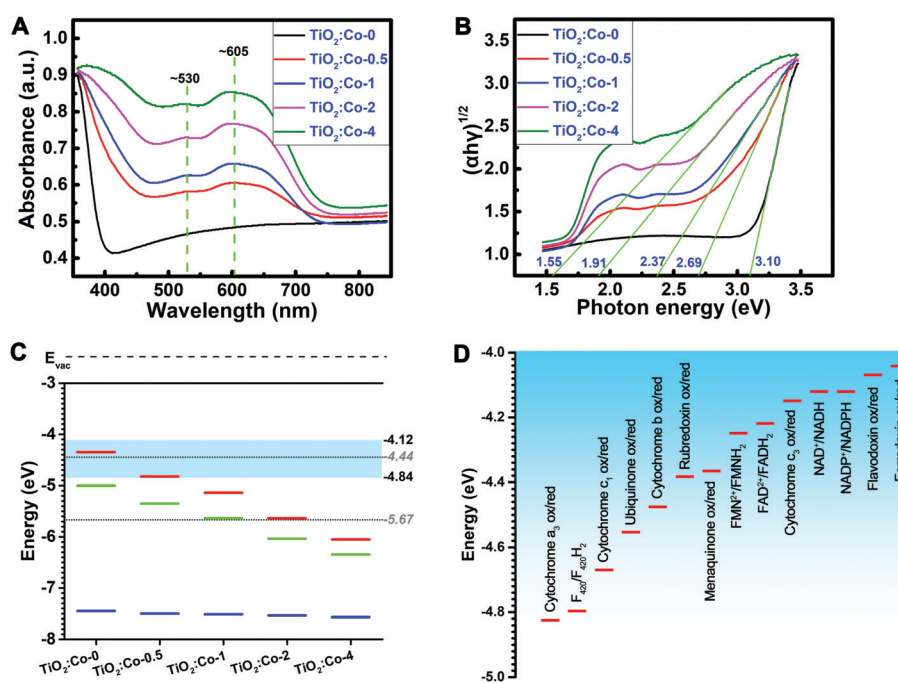 A
TiO2:Co-0
TiO2:Co-0.5
TiO2:Co-1
TiO2:Co-2
TiO2:Co-4
~530
~605
Absorbance (a.u.)
1.0
0.9
0.8
0.7
0.6
0.5
0.4
400
500
600
700
800
Wavelength (nm)
B
TiO2:Co-0
TiO2:Co-0.5
TiO2:Co-1
TiO2:Co-2
TiO2:Co-4
(αhγ)^1/2
3.5
3.0
2.5
2.0
1.5
1.0
1.55
1.91
2.37
2.69
3.10
1.5
2.0
2.5
3.0
3.5
Photon energy (eV)
C
Evac
-3
-4
-5
-6
-7
-8
Energy (eV)
-4.12
-4.44
-4.84
-5.67
TiO2:Co-0
TiO2:Co-0.5
TiO2:Co-1
TiO2:Co-2
TiO2:Co-4
D
-4.0
-4.2
-4.4
-4.6
-4.8
-5.0
Energy (eV)
Cytochrome a3 ox/red
F420/F420H2
Cytochrome c1 ox/red
Ubiquinone ox/red
Cytochrome b ox/red
Rubredoxin ox/red
Menaquinone ox/red
FMN2+/FMNH2
FAD2+/FADH2
Cytochrome c3 ox/red
NAD+/NADH
NADP+/NADPH
Flavodoxin ox/red